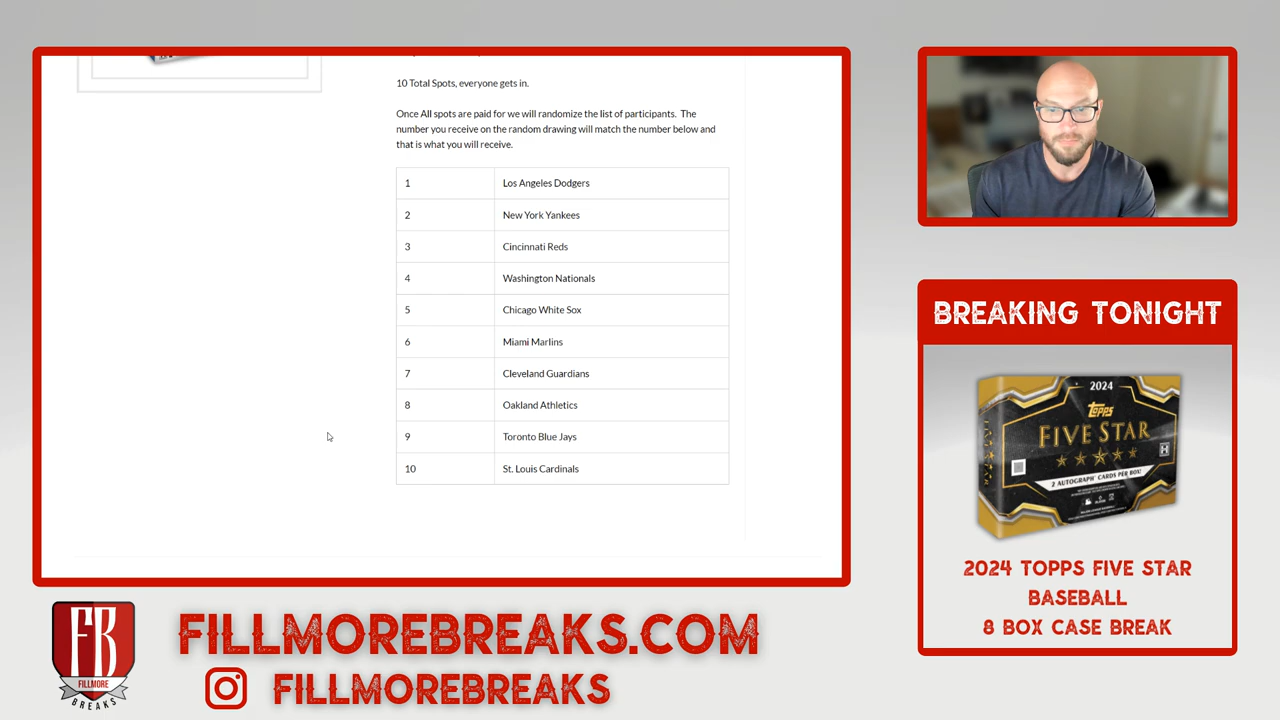 10 Total Spots, everyone gets in.
Once All spots are paid for we will randomize the list of participants. The
number you receive on the random drawing will match the number below and
that is what you will receive.
1 Los Angeles Dodgers
2 New York Yankees
3 Cincinnati Reds
4 Washington Nationals
5 Chicago White Sox
6 Miami Marlins
7 Cleveland Guardians
8 Oakland Athletics
9 Toronto Blue Jays
10 St. Louis Cardinals
BREAKING TONIGHT
2024
topps
FIVE STAR
2 AUTOGRAPH CARDS PER BOX!
2024 TOPPS FIVE STAR
BASEBALL
8 BOX CASE BREAK
FB
FILLMORE
BREAKS
FILLMOREBREAKS.COM
FILLMOREBREAKS